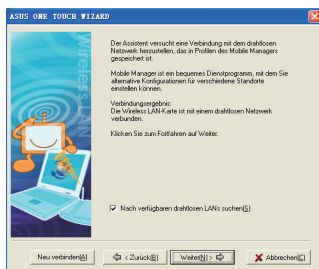 ASUS ONE TOUCH WIZARD
Wireless LAN
Der Assistent versucht eine Verbindung mit dem drahtlosen
Netzwerk herzustellen, das in Profilen des Mobile Managers
gespeichert ist.
Mobile Manager ist ein bequemes Dienstprogramm, mit dem Sie
alternative Konfigurationen für verschiedene Standorte
einstellen können.
Verbindungsergebnis:
Die Wireless LAN-Karte ist mit einem drahtlosen Netzwerk
verbunden.
Klicken Sie zum Fortfahren auf Weiter.
Nach verfügbaren drahtlosen LANs suchen(S)
Neu verbinden(A)
< Zurück(B)
Weiter(N) >
Abbrechen(C)